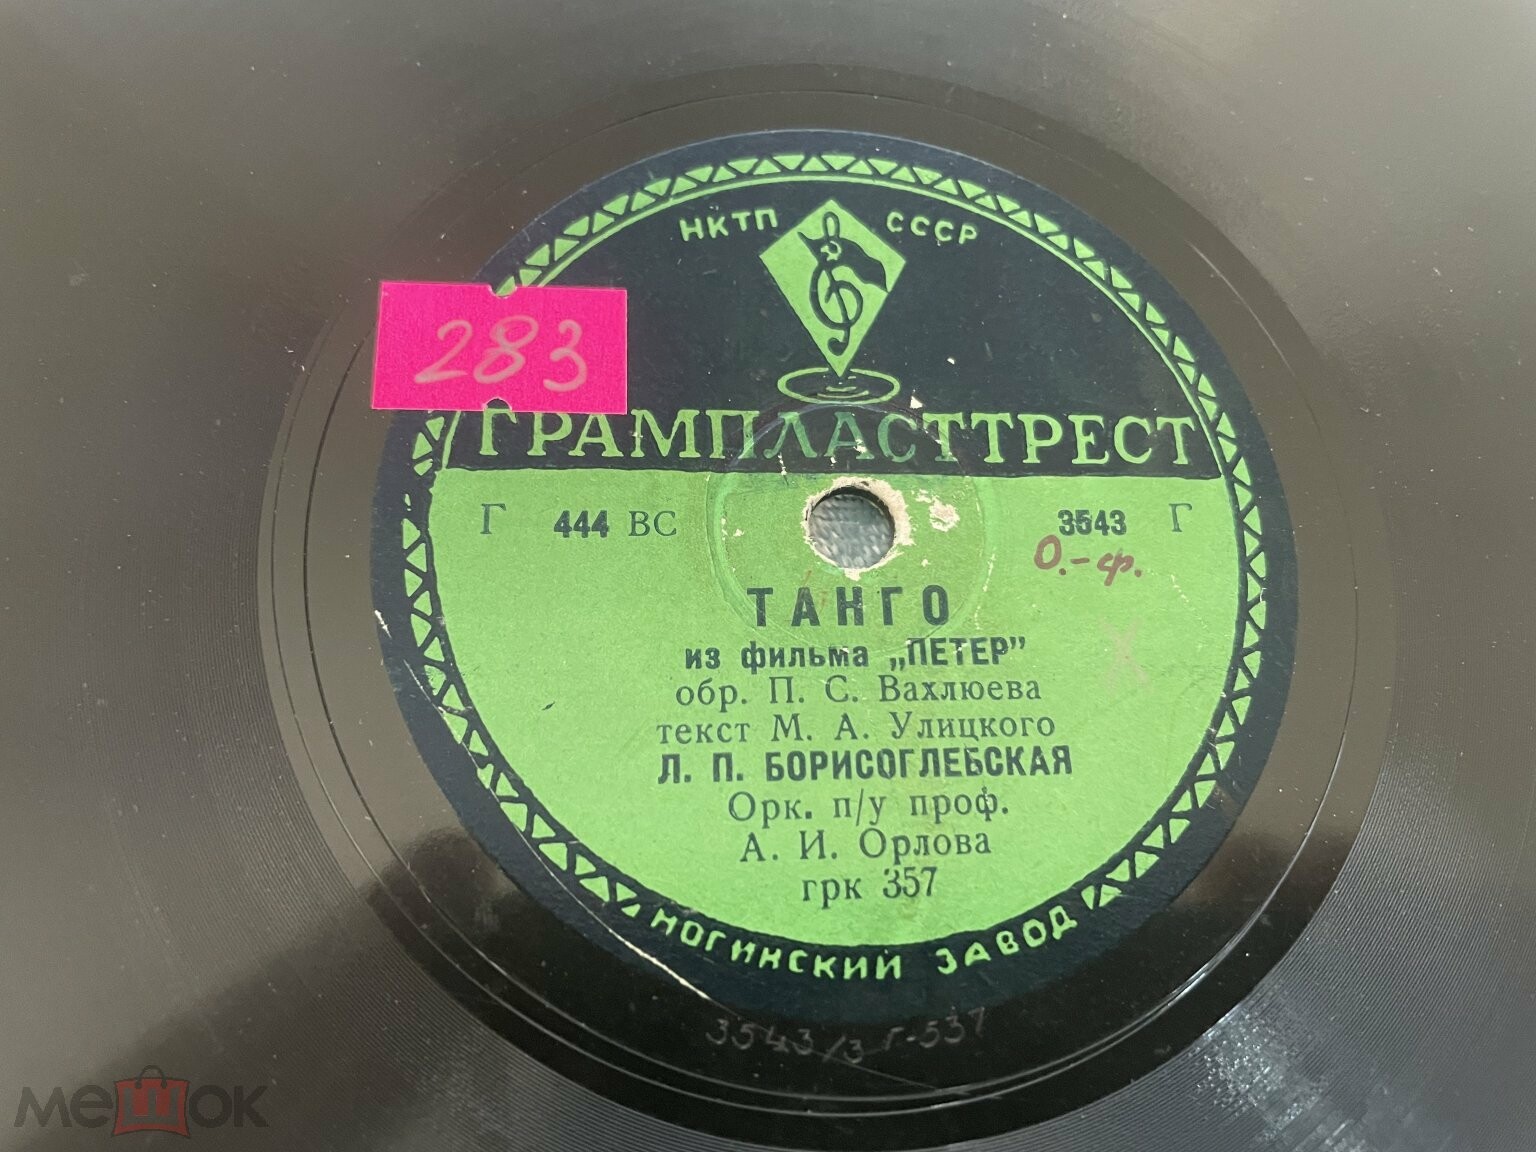 НКТП СССР
283
ГРАМПЛАСТТРЕСТ
Г 444 ВС 3543 Г
О.-ф.
ТАНГО
из фильма „ПЕТЕР”
обр. П. С. Вахлюева
текст М. А. Улицкого
Л. П. БОРИСОГЛЕБСКАЯ
Орк. п/у проф.
А. И. Орлова
грк 357
НОГИНСКИЙ ЗАВОД
3543/3 Г-537
мешок